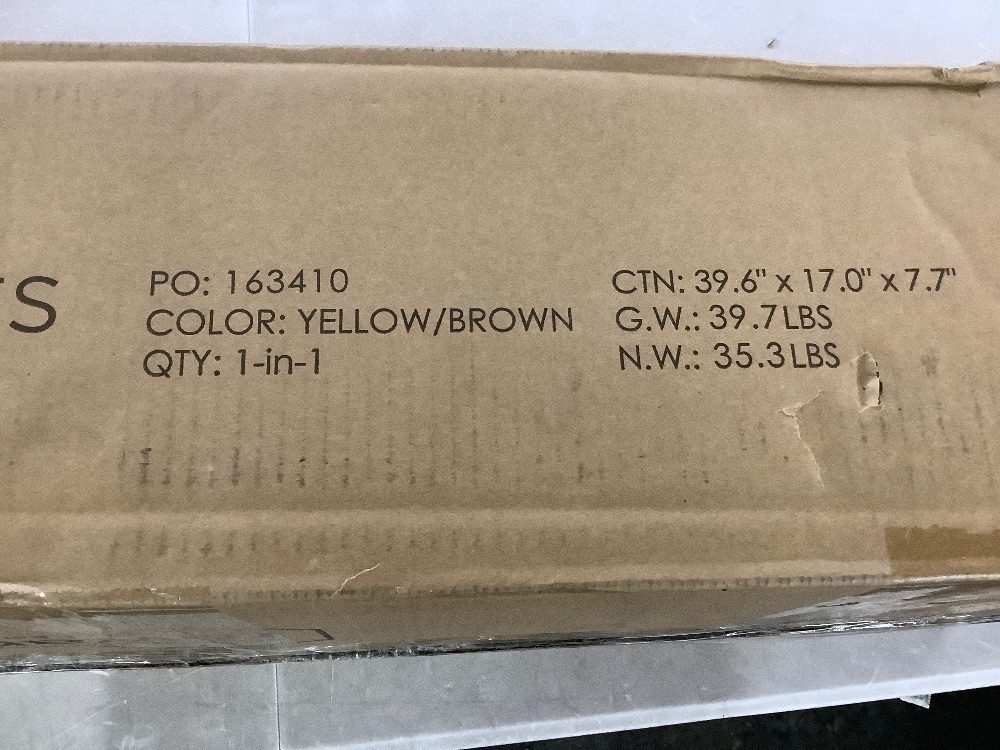 PO: 163410
COLOR: YELLOW/BROWN
QTY: 1-in-1
CTN: 39.6" x 17.0" x 7.7"
G.W.: 39.7 LBS
N.W.: 35.3 LBS